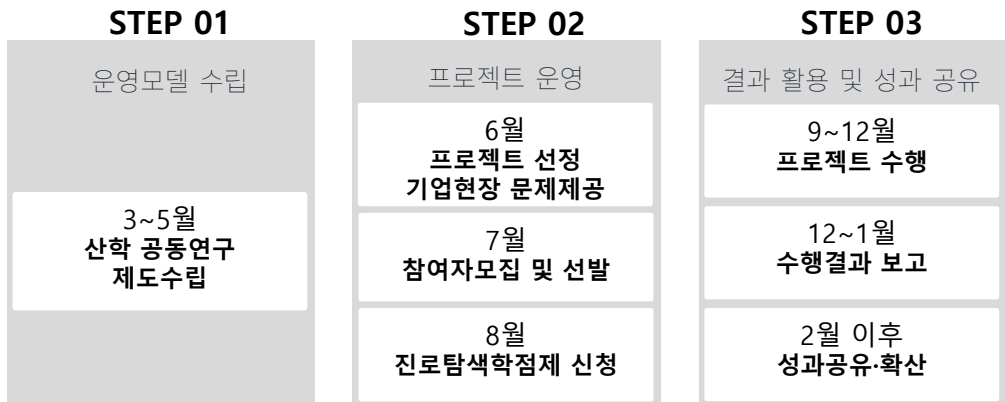 STEP 01
운영모델 수립
3~5월
산학 공동연구
제도수립
STEP 02
프로젝트 운영
6월
프로젝트 선정
기업현장 문제제공
7월
참여자모집 및 선발
8월
진로탐색학점제 신청
STEP 03
결과 활용 및 성과 공유
9~12월
프로젝트 수행
12~1월
수행결과 보고
2월 이후
성과공유·확산